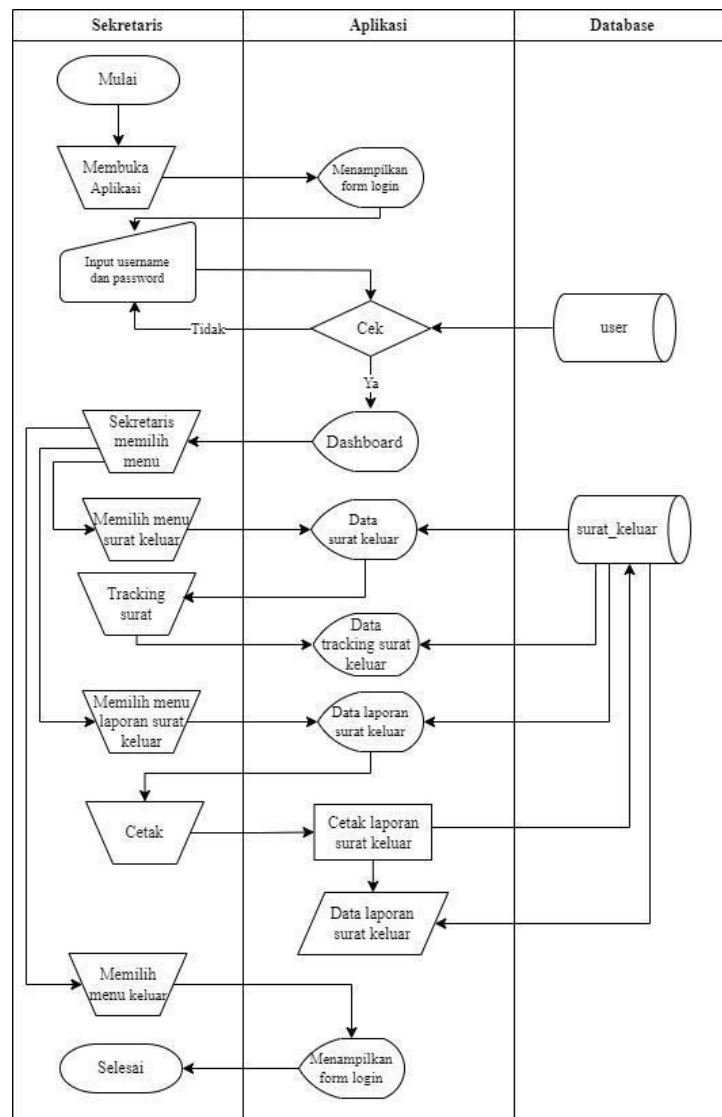 Sekretaris
Aplikasi
Database
Mulai
Membuka
Aplikasi
Menampilkan
form login
Input username
dan password
Cek
user
Tidak
Ya
Sekretaris
memilih
menu
Dashboard
Memilih menu
surat keluar
Data
surat keluar
surat_keluar
Tracking
surat
Data
tracking surat
keluar
Memilih menu
laporan surat
keluar
Data laporan
surat keluar
Cetak
Cetak laporan
surat keluar
Data laporan
surat keluar
Memilih
menu keluar
Selesai
Menampilkan
form login